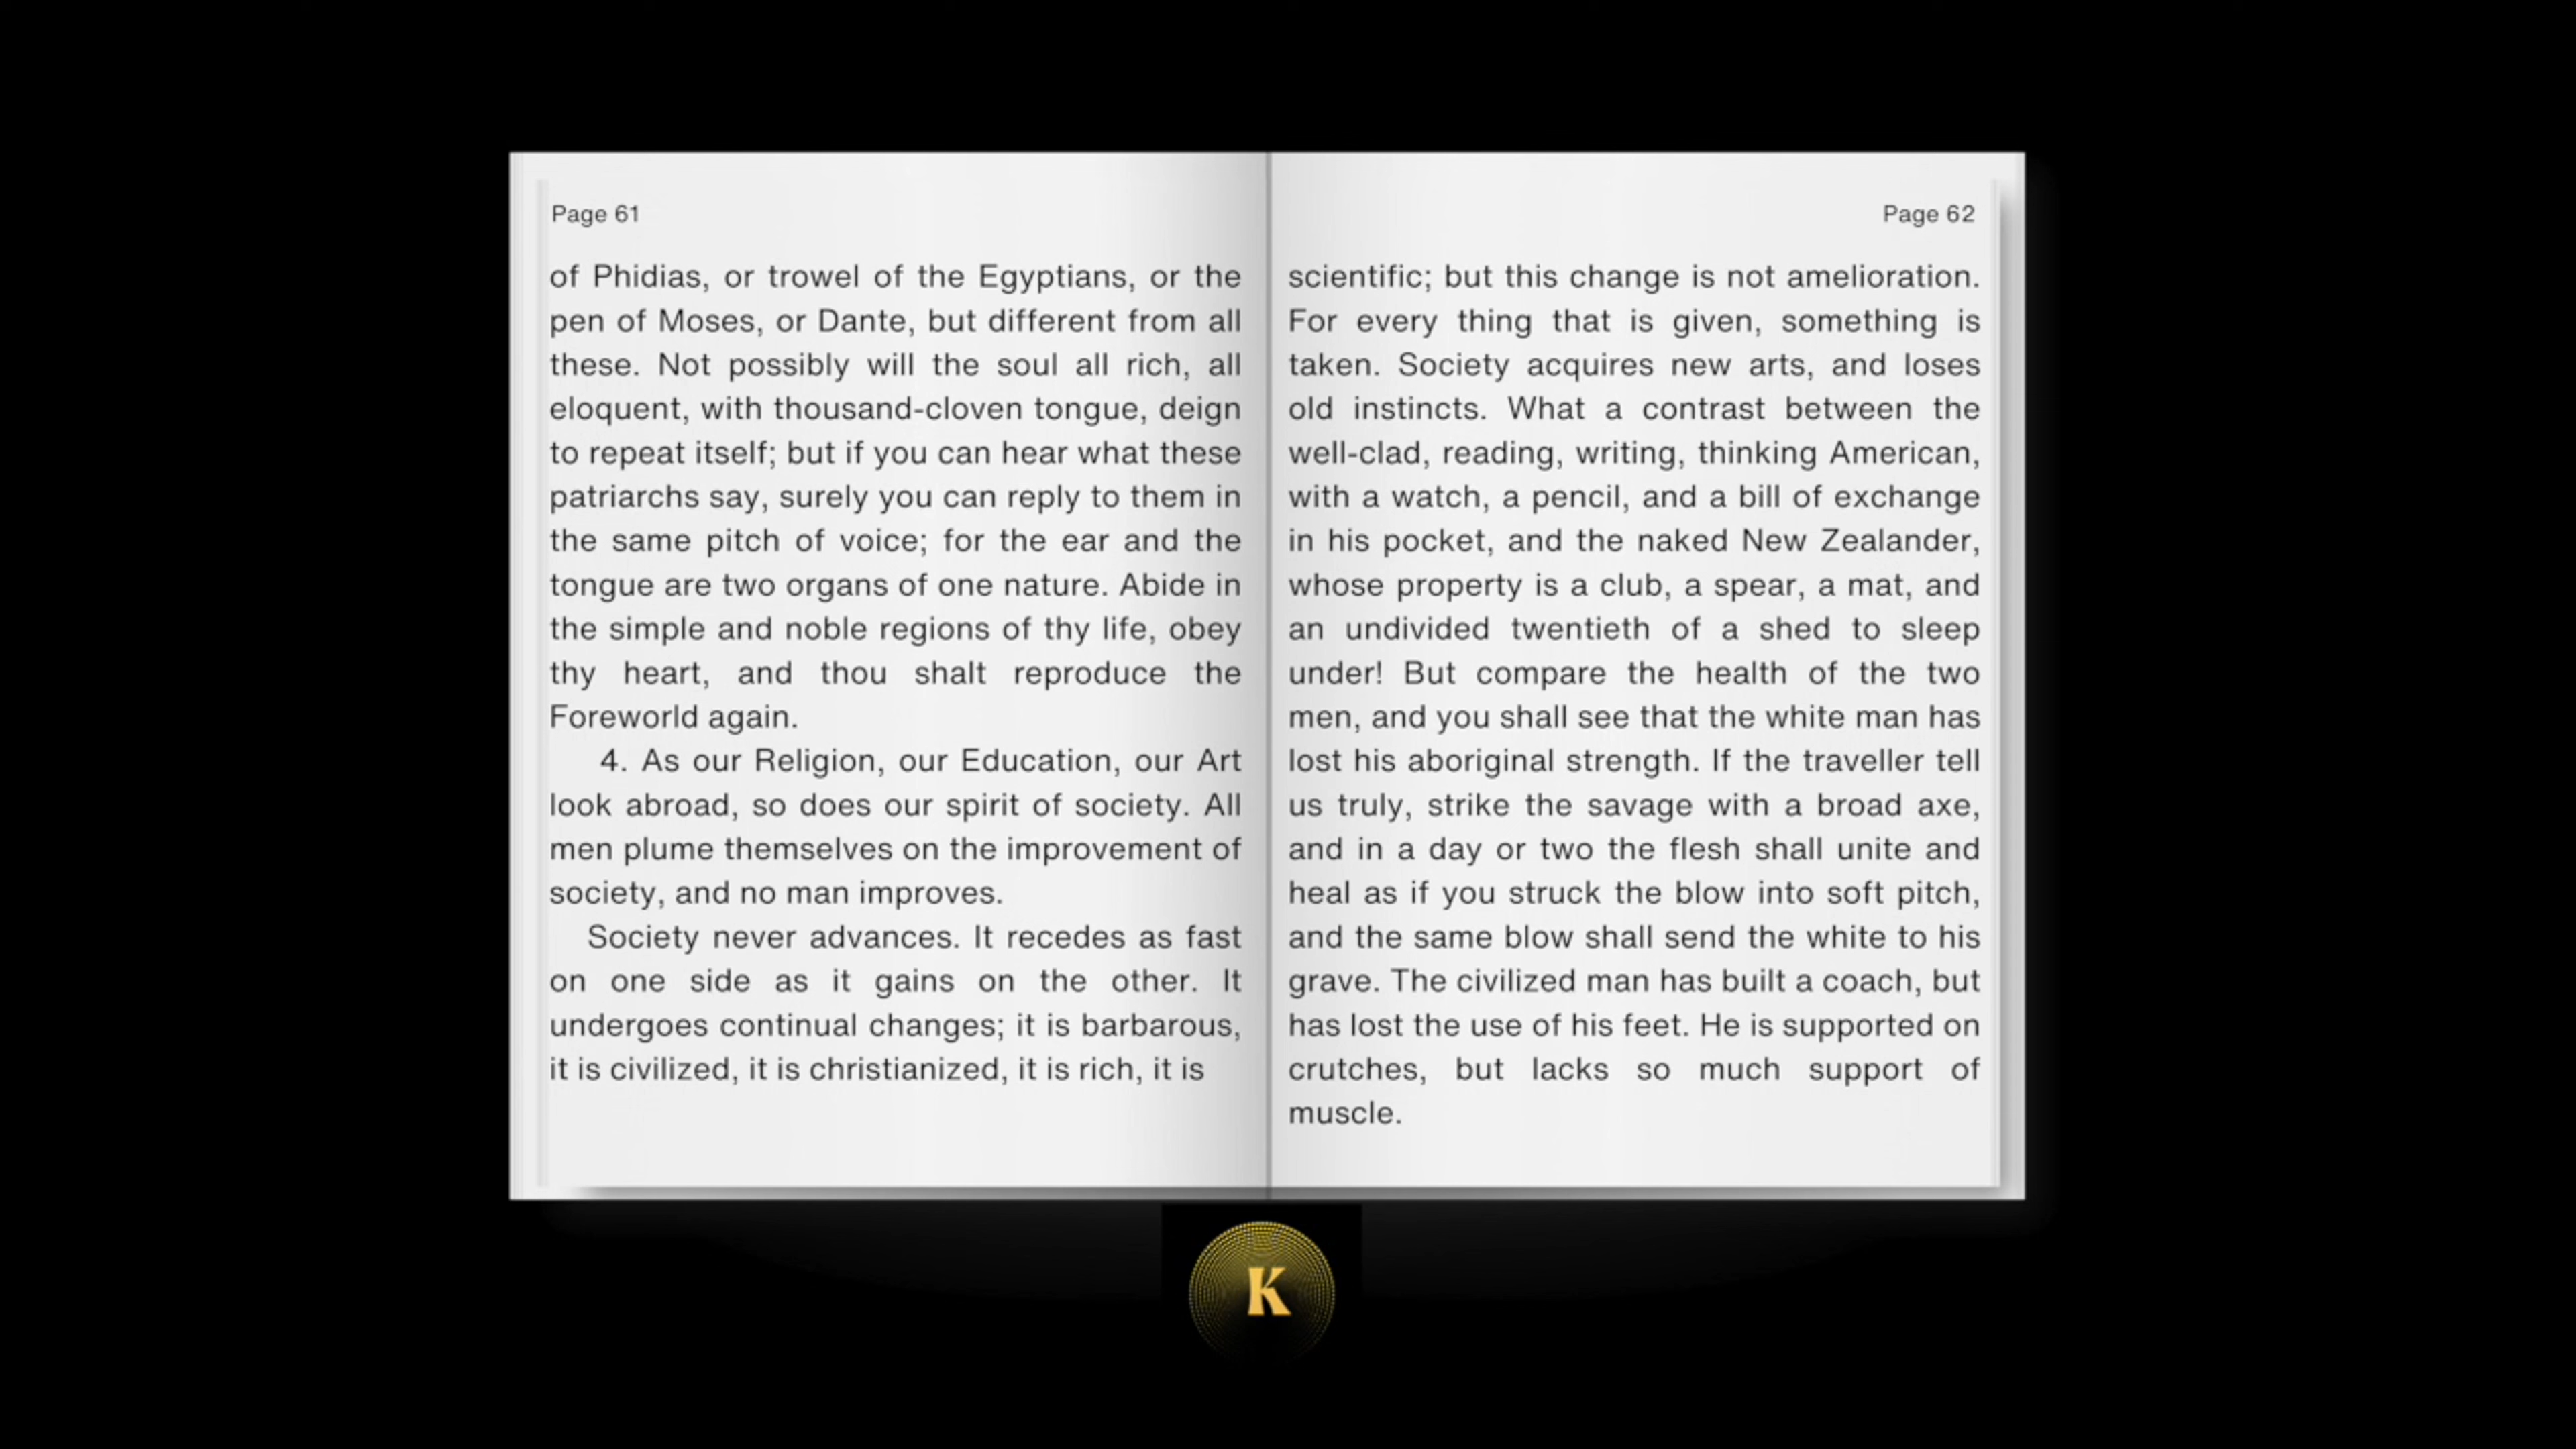 Page 61
of Phidias, or trowel of the Egyptians, or the
pen of Moses, or Dante, but different from all
these. Not possibly will the soul all rich, all
eloquent, with thousand-cloven tongue, deign
to repeat itself; but if you can hear what these
patriarchs say, surely you can reply to them in
the same pitch of voice; for the ear and the
tongue are two organs of one nature. Abide in
the simple and noble regions of thy life, obey
thy heart, and thou shalt reproduce the
Foreworld again.
4. As our Religion, our Education, our Art
look abroad, so does our spirit of society. All
men plume themselves on the improvement of
society, and no man improves.
Society never advances. It recedes as fast
on one side as it gains on the other. It
undergoes continual changes; it is barbarous,
it is civilized, it is christianized, it is rich, it is
Page 62
scientific; but this change is not amelioration.
For every thing that is given, something is
taken. Society acquires new arts, and loses
old instincts. What a contrast between the
well-clad, reading, writing, thinking American,
with a watch, a pencil, and a bill of exchange
in his pocket, and the naked New Zealander,
whose property is a club, a spear, a mat, and
an undivided twentieth of a shed to sleep
under! But compare the health of the two
men, and you shall see that the white man has
lost his aboriginal strength. If the traveller tell
us truly, strike the savage with a broad axe,
and in a day or two the flesh shall unite and
heal as if you struck the blow into soft pitch,
and the same blow shall send the white to his
grave. The civilized man has built a coach, but
has lost the use of his feet. He is supported on
crutches, but lacks so much support of
muscle.
K